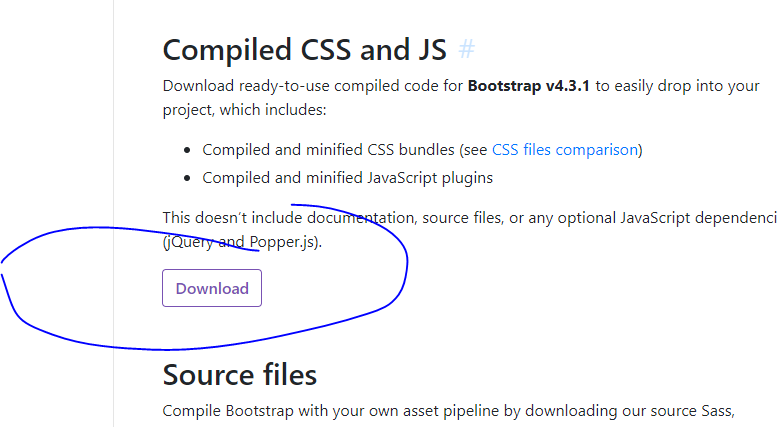 Compiled CSS and JS #
Download ready-to-use compiled code for Bootstrap v4.3.1 to easily drop into your
project, which includes:
• Compiled and minified CSS bundles (see CSS files comparison)
• Compiled and minified JavaScript plugins
This doesn’t include documentation, source files, or any optional JavaScript dependenci
(jQuery and Popper.js).
Download
Source files
Compile Bootstrap with your own asset pipeline by downloading our source Sass,